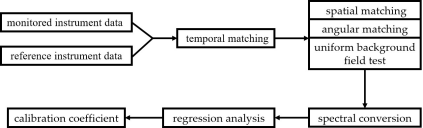 monitored instrument data
reference instrument data
temporal matching
spatial matching
angular matching
uniform background
field test
spectral conversion
regression analysis
calibration coefficient